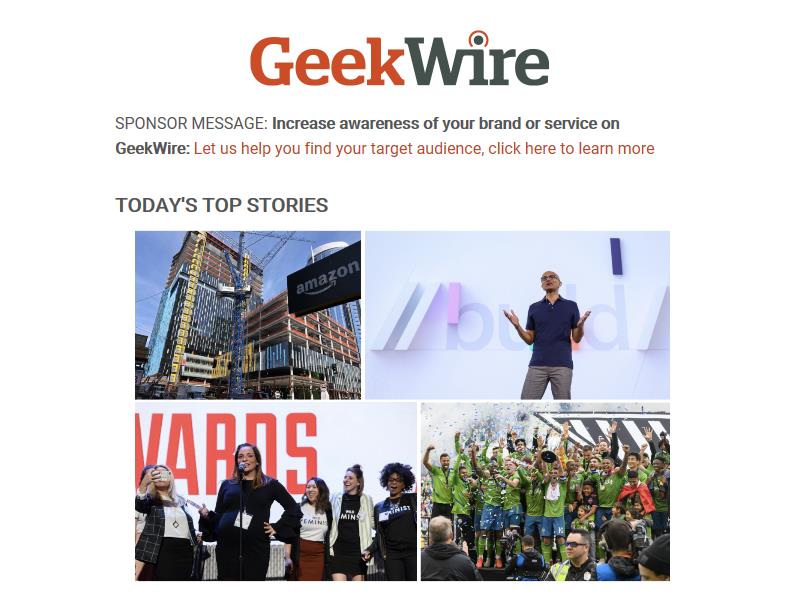 GeekWire
SPONSOR MESSAGE: Increase awareness of your brand or service on
GeekWire: Let us help you find your target audience, click here to learn more
TODAY'S TOP STORIES
amazon
//build/
WARDS
FEMINIST